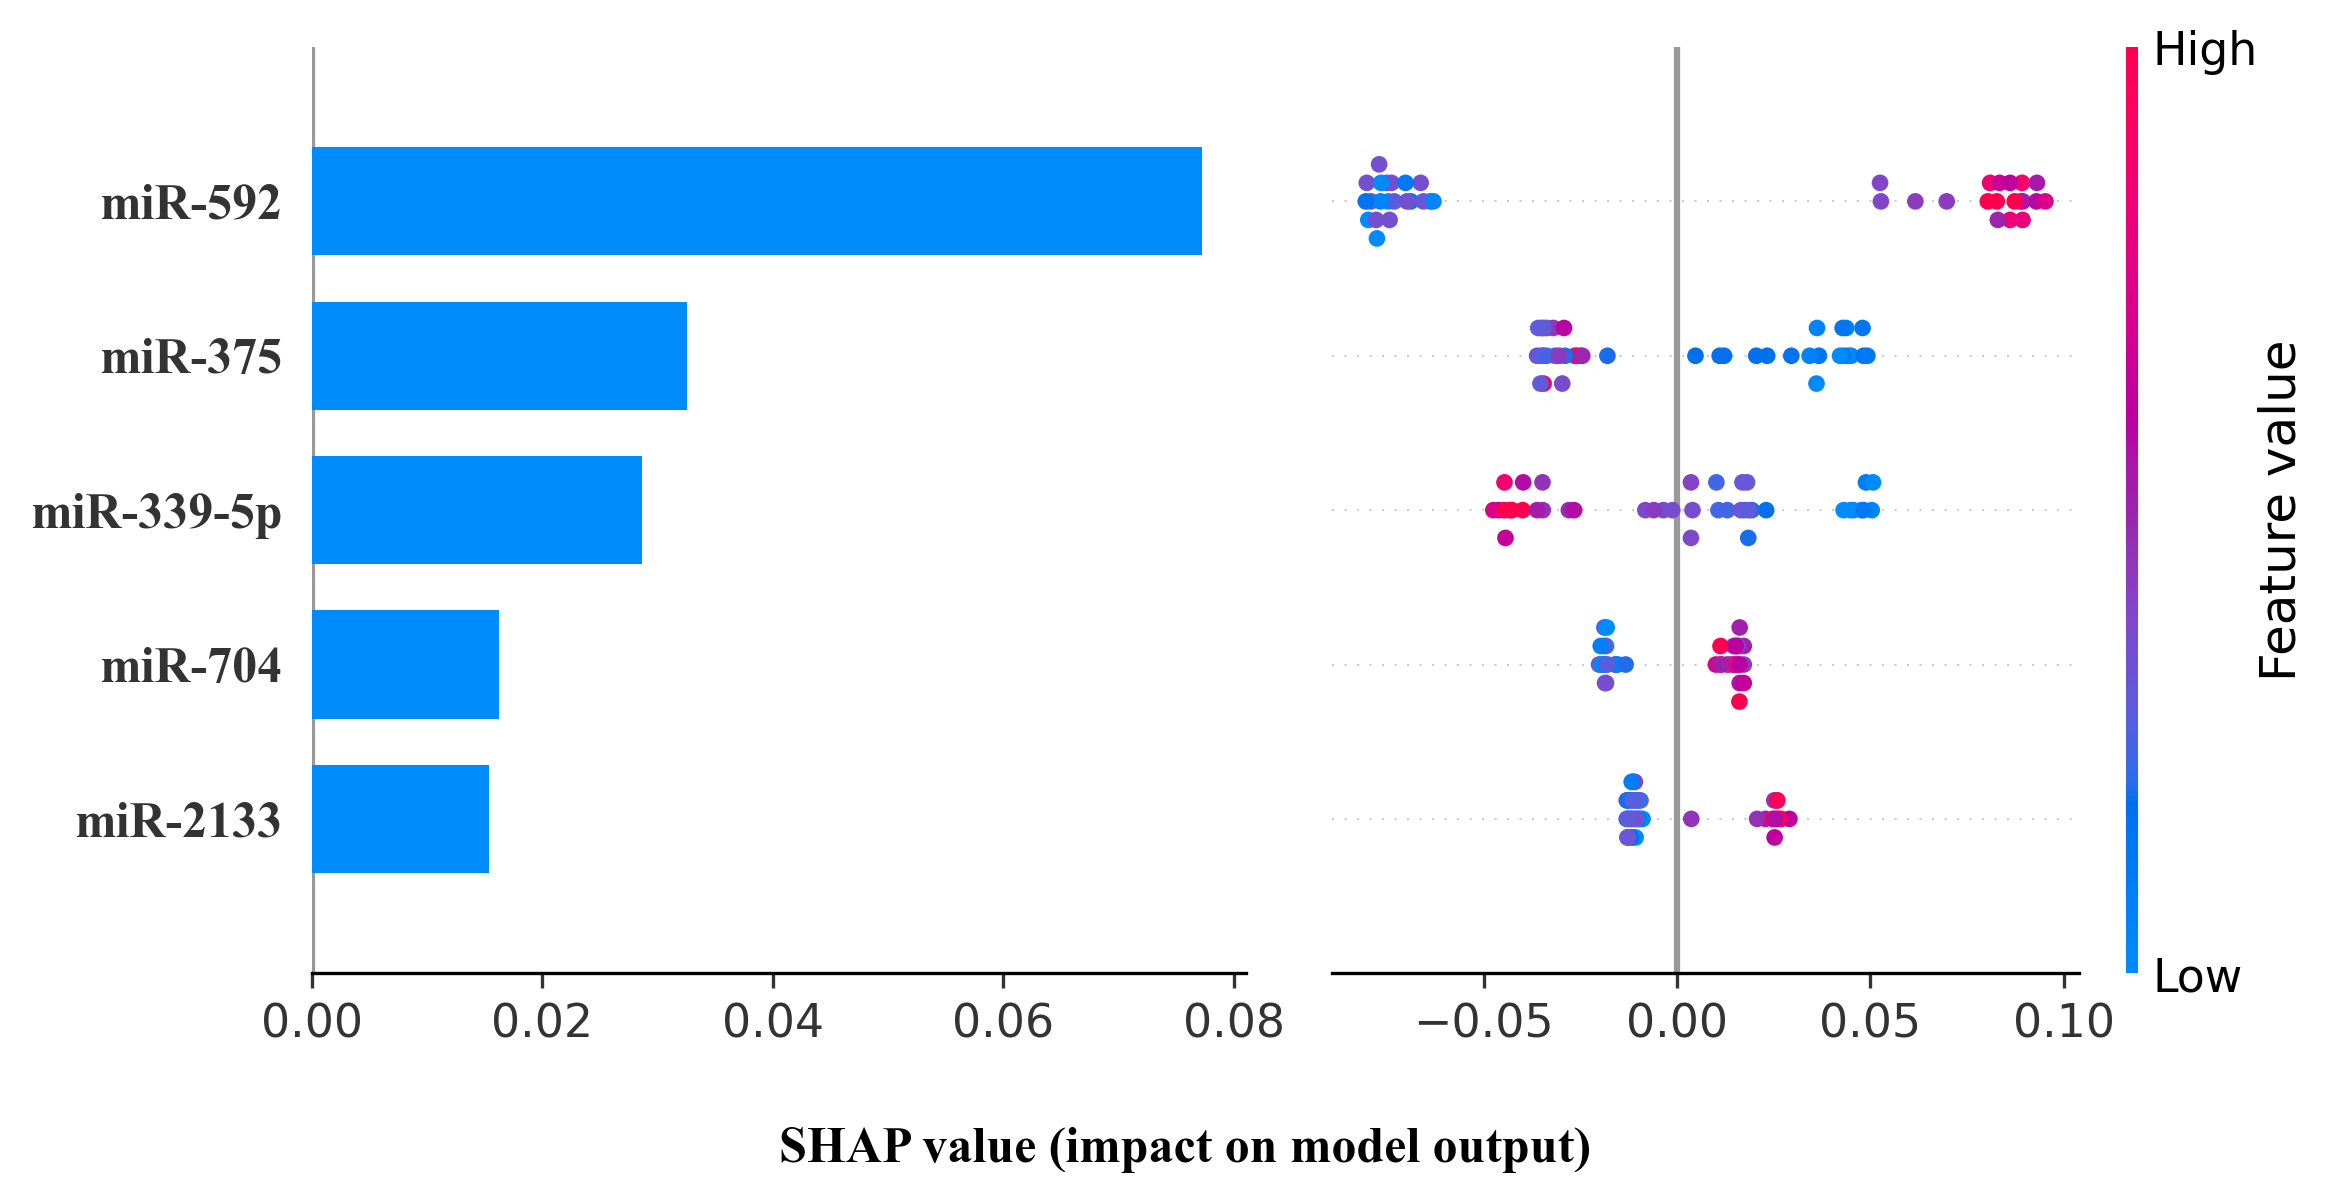 miR-592
miR-375
miR-339-5p
miR-704
miR-2133
0.00 0.02 0.04 0.06 0.08
−0.05 0.00 0.05 0.10
High
Feature value
Low
SHAP value (impact on model output)